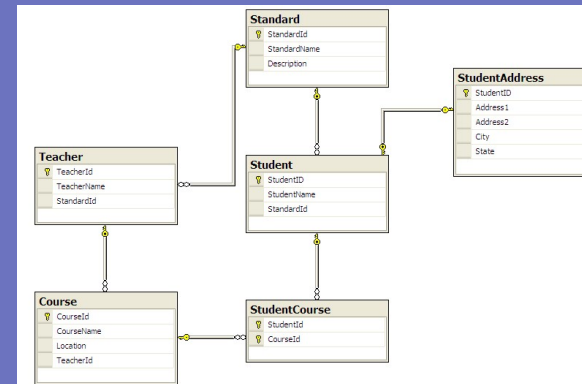 Standard
StandardId
StandardName
Description
StudentAddress
StudentID
Address1
Address2
City
State
Teacher
TeacherId
TeacherName
StandardId
Student
StudentID
StudentName
StandardId
Course
CourseId
CourseName
Location
TeacherId
StudentCourse
StudentId
CourseId